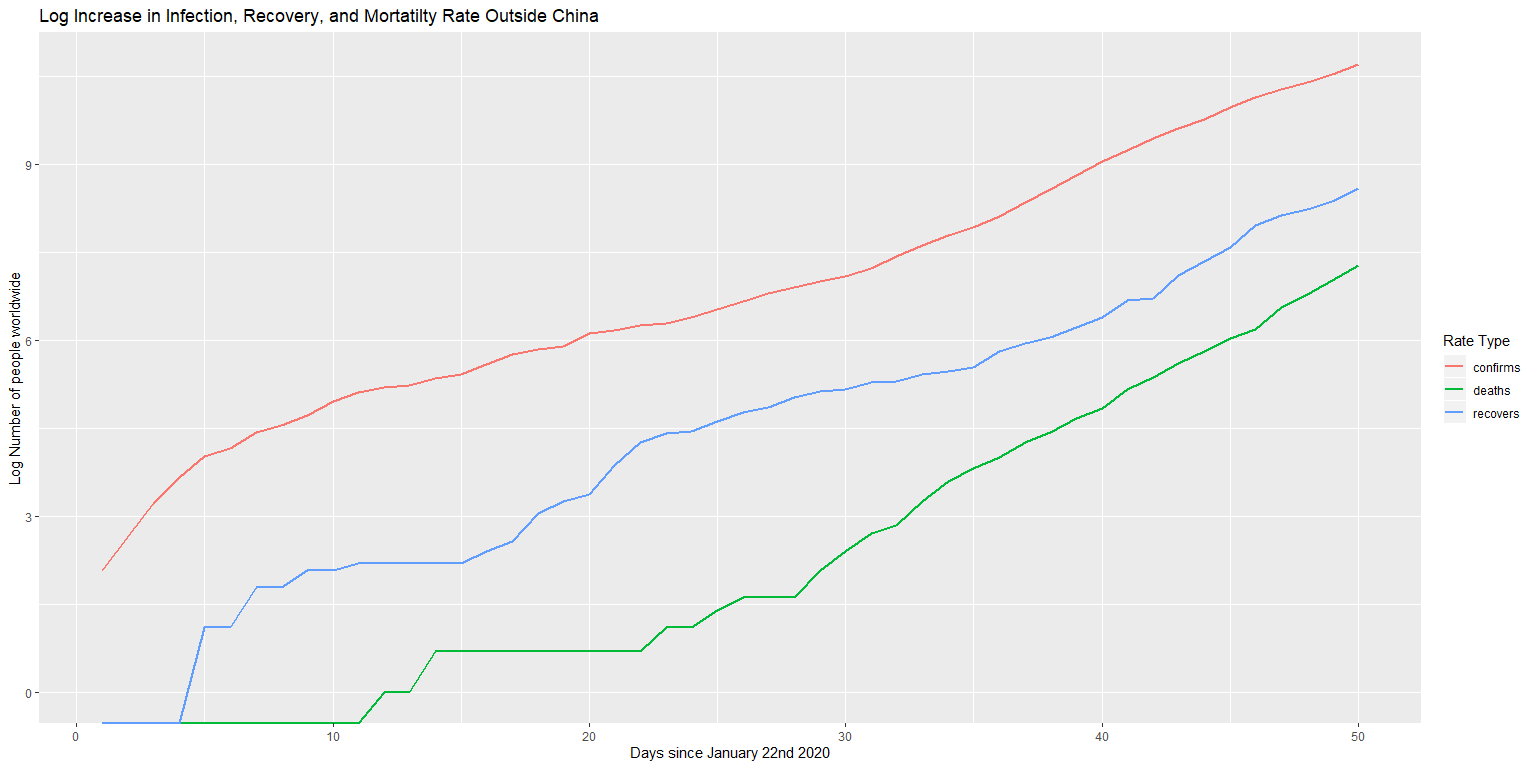 Log Increase in Infection, Recovery, and Mortatilty Rate Outside China
Log Number of people worldwide
9
6
3
0
0 10 20 30 40 50
Days since January 22nd 2020
Rate Type
confirms
deaths
recovers